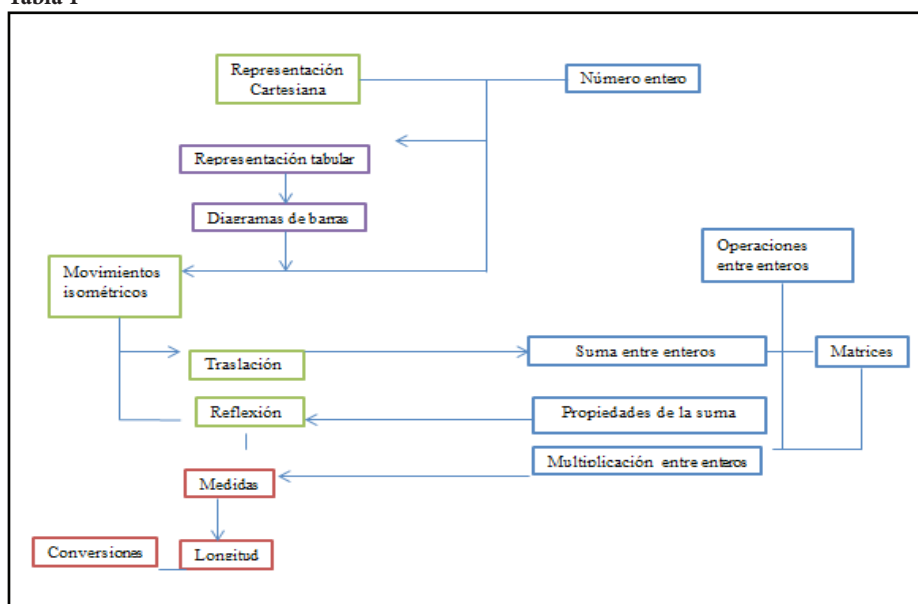 Tabla 1
Representación
Cartesiana
Número entero
Representación tabular
Diagramas de barras
Operaciones
entre enteros
Movimientos
isométricos
Traslación
Suma entre enteros
Matrices
Reflexión
Propiedades de la suma
Multiplicación entre enteros
Medidas
Conversiones
Longitud